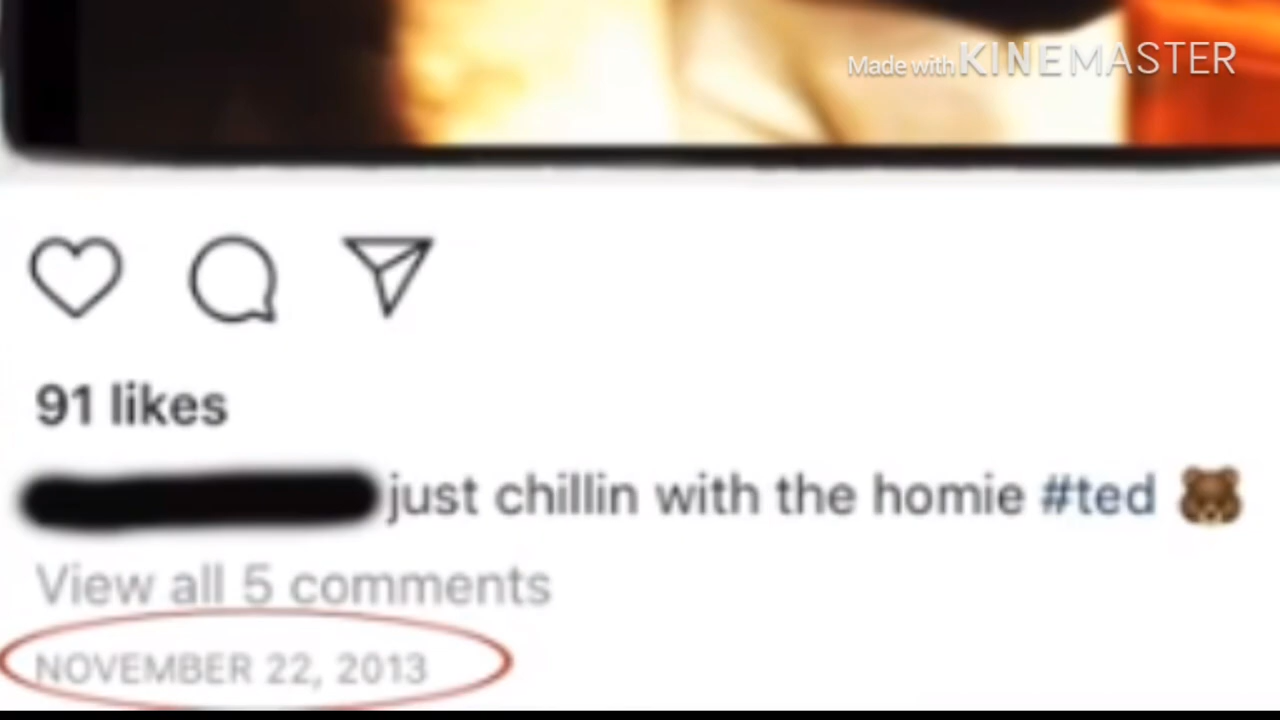 Made with KINEMASTER
91 likes
just chillin with the homie #ted 🐻
View all 5 comments
NOVEMBER 22, 2013